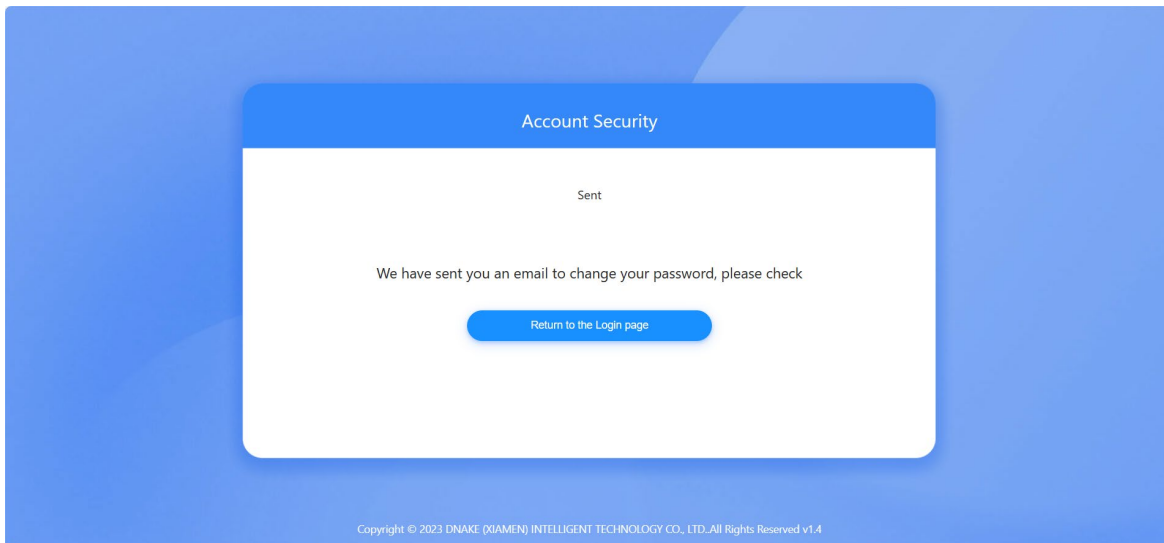 Account Security
Sent
We have sent you an email to change your password, please check
Return to the Login page
Copyright © 2023 DNAKE (XIAMEN) INTELLIGENT TECHNOLOGY CO., LTD..All Rights Reserved v1.4